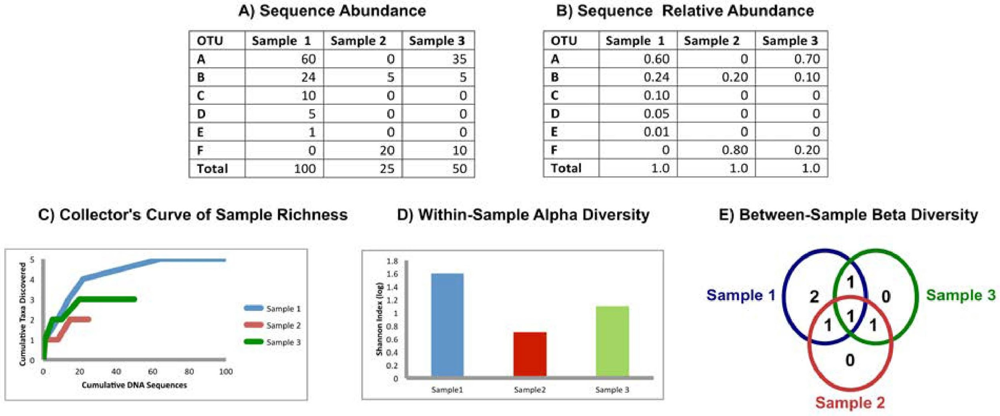 A) Sequence Abundance
OTU Sample 1 Sample 2 Sample 3
A 60 0 35
B 24 5 5
C 10 0 0
D 5 0 0
E 1 0 0
F 0 20 10
Total 100 25 50
B) Sequence Relative Abundance
OTU Sample 1 Sample 2 Sample 3
A 0.60 0 0.70
B 0.24 0.20 0.10
C 0.10 0 0
D 0.05 0 0
E 0.01 0 0
F 0 0.80 0.20
Total 1.0 1.0 1.0
C) Collector's Curve of Sample Richness
Cumulative Taxa Discovered
5
4
3
2
1
0
0 20 40 60 80 100
Cumulative DNA Sequences
Sample 1
Sample 2
Sample 3
D) Within-Sample Alpha Diversity
Shannon Index (log)
1.8
1.6
1.4
1.2
1
0.8
0.6
0.4
0.2
0
Sample1 Sample2 Sample 3
E) Between-Sample Beta Diversity
1
Sample 1 2 0 Sample 3
1 1 1
0
Sample 2